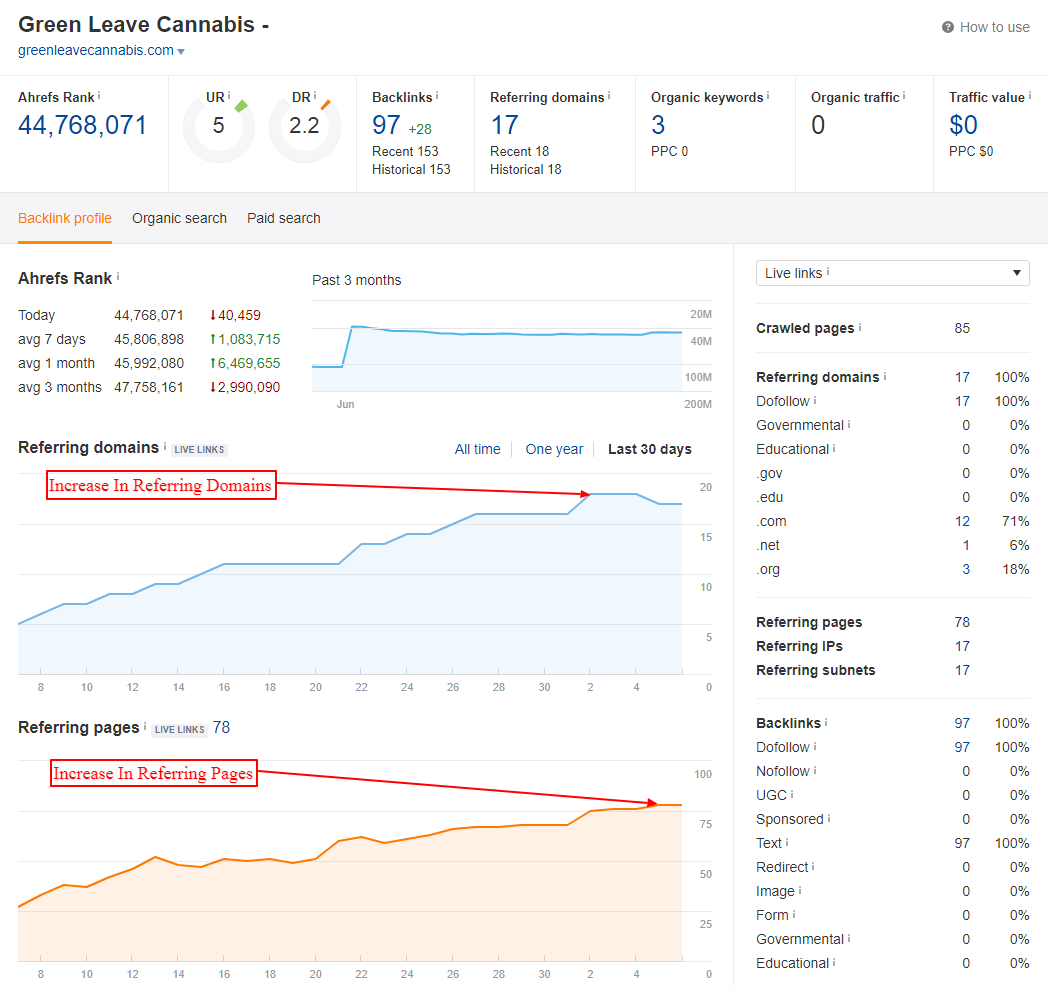 Green Leave Cannabis -
greenleavecannabis.com
How to use
Ahrefs Rank i
44,768,071
UR i
5
DR i
2.2
Backlinks i
97 +28
Recent 153
Historical 153
Referring domains i
17
Recent 18
Historical 18
Organic keywords i
3
PPC 0
Organic traffic i
0
Traffic value i
$0
PPC $0
Backlink profile Organic search Paid search
Ahrefs Rank i
Today 44,768,071 ↓40,459
avg 7 days 45,806,898 ↑1,083,715
avg 1 month 45,992,080 ↑6,469,655
avg 3 months 47,758,161 ↓2,990,090
Past 3 months
20M
40M
100M
200M
Jun
Referring domains i LIVE LINKS
All time One year Last 30 days
Increase In Referring Domains
20
15
10
5
0
8 10 12 14 16 18 20 22 24 26 28 30 2 4
Referring pages i LIVE LINKS 78
Increase In Referring Pages
100
75
50
25
0
8 10 12 14 16 18 20 22 24 26 28 30 2 4
Live links i
Crawled pages i 85
Referring domains i 17 100%
Dofollow i 17 100%
Governmental i 0 0%
Educational i 0 0%
.gov 0 0%
.edu 0 0%
.com 12 71%
.net 1 6%
.org 3 18%
Referring pages 78
Referring IPs 17
Referring subnets 17
Backlinks i 97 100%
Dofollow i 97 100%
Nofollow i 0 0%
UGC i 0 0%
Sponsored i 0 0%
Text i 97 100%
Redirect i 0 0%
Image i 0 0%
Form i 0 0%
Governmental i 0 0%
Educational i 0 0%